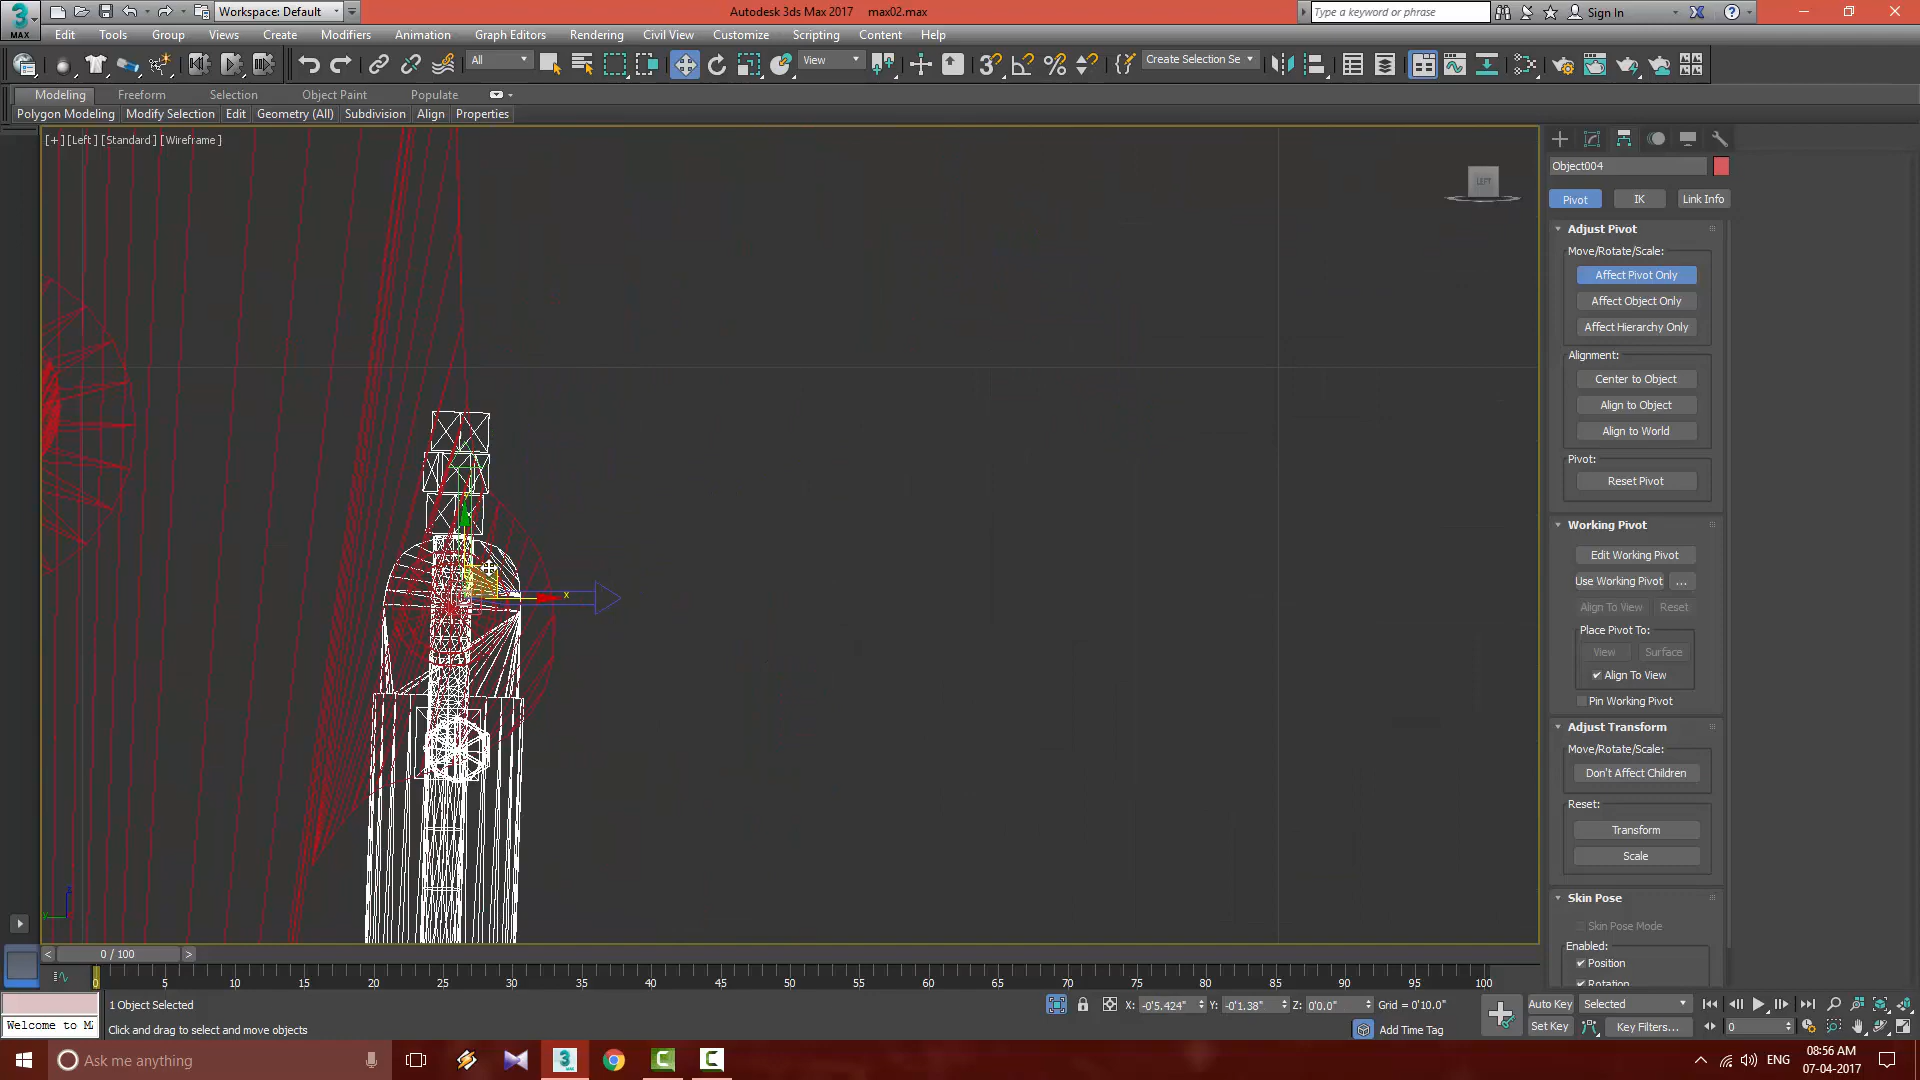 3
MAX
Workspace: Default
Autodesk 3ds Max 2017 max02.max
Type a keyword or phrase
Sign In
Edit Tools Group Views Create Modifiers Animation Graph Editors Rendering Civil View Customize Scripting Content Help
All
View
Create Selection Se
Modeling Freeform Selection Object Paint Populate
Polygon Modeling Modify Selection Edit Geometry (All) Subdivision Align Properties
[+] [Left] [Standard] [Wireframe]
LEFT
x
Object004
Pivot IK Link Info
Adjust Pivot
Move/Rotate/Scale:
Affect Pivot Only
Affect Object Only
Affect Hierarchy Only
Alignment:
Center to Object
Align to Object
Align to World
Pivot:
Reset Pivot
Working Pivot
Edit Working Pivot
Use Working Pivot ...
Align To View Reset
Place Pivot To:
View Surface
Align To View
Pin Working Pivot
Adjust Transform
Move/Rotate/Scale:
Don't Affect Children
Reset:
Transform
Scale
Skin Pose
Skin Pose Mode
Enabled:
Position
Rotation
< 0 / 100 >
0 5 10 15 20 25 30 35 40 45 50 55 60 65 70 75 80 85 90 95 100
1 Object Selected
X: -0'5.424" Y: -0'1.38" Z: 0'0.0" Grid = 0'10.0"
Auto Key Selected
Welcome to M
Click and drag to select and move objects
Add Time Tag
Set Key Key Filters...
0
Ask me anything
ENG
08:56 AM
07-04-2017